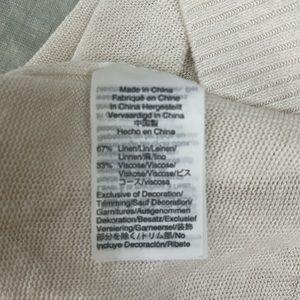 Made in China
Fabriqué en Chine
in China Hergestellt
Vervaardigd in China
中国製
Hecho en China
67% Linen/Lin/Leinen/
Linnen/麻/lino
33% Viscose/Viscose/
Viskose/Viscose/ビス
コース/viscosa
Exclusive of Decoration/
Trimming/Sauf Décoration/
Garnitures/Ausgenommen
Dekoration/Besatz/Exclusief
Versiering/Garneersel/装飾
部分を除く/トリム部/No
Incluye Decoración/Ribete